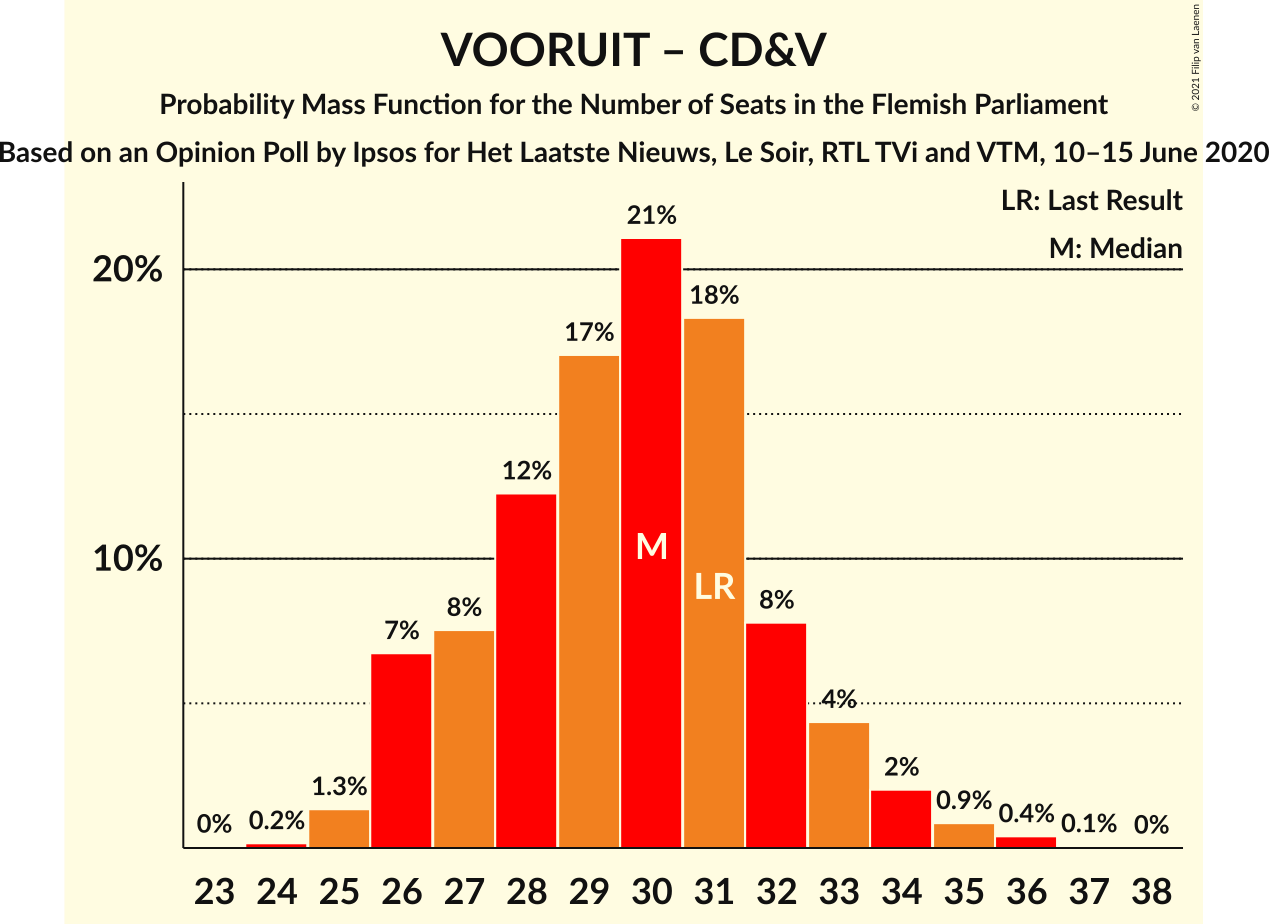 VOORUIT – CD&V
Probability Mass Function for the Number of Seats in the Flemish Parliament
Based on an Opinion Poll by Ipsos for Het Laatste Nieuws, Le Soir, RTL TVi and VTM, 10–15 June 2020
© 2021 Filip van Laenen
LR: Last Result
M: Median
20%
10%
0%
0.2%
1.3%
7%
8%
12%
17%
21%
18%
8%
4%
2%
0.9%
0.4%
0.1%
0%
M
LR
23 24 25 26 27 28 29 30 31 32 33 34 35 36 37 38